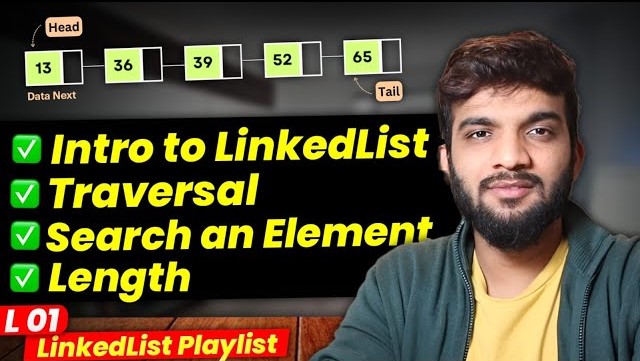 Head
13 36 39 52 65
Data Next
Tail
✅ Intro to LinkedList
✅ Traversal
✅ Search an Element
✅ Length
L 01
LinkedList Playlist